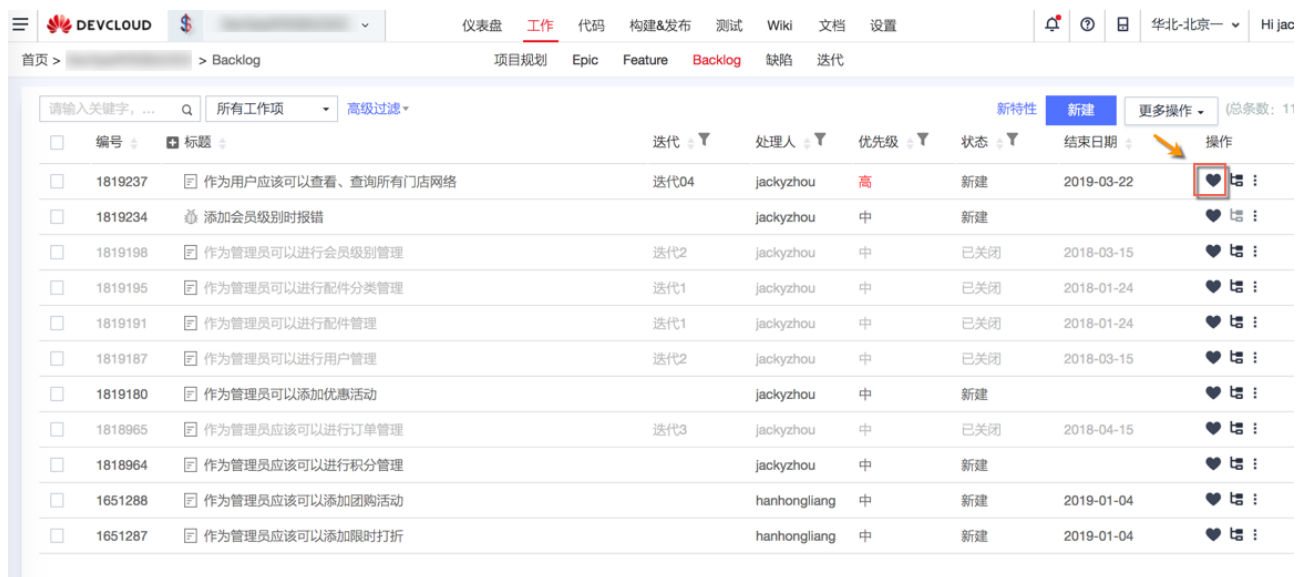 DEVCLOUD 仪表盘 工作 代码 构建&发布 测试 Wiki 文档 设置 华北-北京一 Hi jac
首页 > > Backlog 项目规划 Epic Feature Backlog 缺陷 迭代
请输入关键字，... 所有工作项 高级过滤 新特性 新建 更多操作 (总条数: 11
编号 标题 迭代 处理人 优先级 状态 结束日期 操作
1819237 作为用户应该可以查看、查询所有门店网络 迭代04 jackyzhou 高 新建 2019-03-22
1819234 添加会员级别时报错 jackyzhou 中 新建
1819198 作为管理员可以进行会员级别管理 迭代2 jackyzhou 中 已关闭 2018-03-15
1819195 作为管理员可以进行配件分类管理 迭代1 jackyzhou 中 已关闭 2018-01-24
1819191 作为管理员可以进行配件管理 迭代1 jackyzhou 中 已关闭 2018-01-24
1819187 作为管理员可以进行用户管理 迭代2 jackyzhou 中 已关闭 2018-03-15
1819180 作为管理员可以添加优惠活动 jackyzhou 中 新建
1818965 作为管理员应该可以进行订单管理 迭代3 jackyzhou 中 已关闭 2018-04-15
1818964 作为管理员应该可以进行积分管理 jackyzhou 中 新建
1651288 作为管理员应该可以添加团购活动 hanhongliang 中 新建 2019-01-04
1651287 作为管理员应该可以添加限时打折 hanhongliang 中 新建 2019-01-04